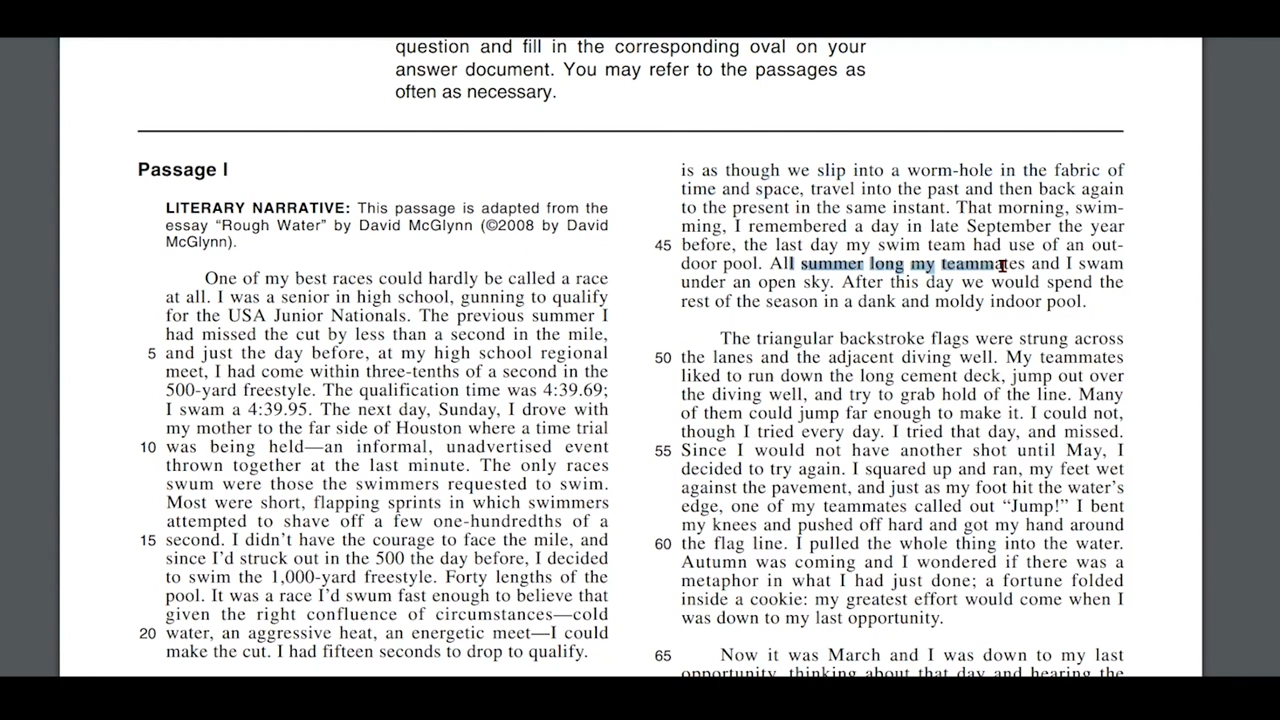 question and fill in the corresponding oval on your
answer document. You may refer to the passages as
often as necessary.
Passage I
LITERARY NARRATIVE: This passage is adapted from the
essay “Rough Water” by David McGlynn (©2008 by David
McGlynn).
One of my best races could hardly be called a race
at all. I was a senior in high school, gunning to qualify
for the USA Junior Nationals. The previous summer I
had missed the cut by less than a second in the mile,
5 and just the day before, at my high school regional
meet, I had come within three-tenths of a second in the
500-yard freestyle. The qualification time was 4:39.69;
I swam a 4:39.95. The next day, Sunday, I drove with
my mother to the far side of Houston where a time trial
10 was being held—an informal, unadvertised event
thrown together at the last minute. The only races
swum were those the swimmers requested to swim.
Most were short, flapping sprints in which swimmers
attempted to shave off a few one-hundredths of a
15 second. I didn’t have the courage to face the mile, and
since I’d struck out in the 500 the day before, I decided
to swim the 1,000-yard freestyle. Forty lengths of the
pool. It was a race I’d swum fast enough to believe that
given the right confluence of circumstances—cold
20 water, an aggressive heat, an energetic meet—I could
make the cut. I had fifteen seconds to drop to qualify.
is as though we slip into a worm-hole in the fabric of
time and space, travel into the past and then back again
to the present in the same instant. That morning, swim-
ming, I remembered a day in late September the year
45 before, the last day my swim team had use of an out-
door pool. All summer long my teammates and I swam
under an open sky. After this day we would spend the
rest of the season in a dank and moldy indoor pool.
The triangular backstroke flags were strung across
50 the lanes and the adjacent diving well. My teammates
liked to run down the long cement deck, jump out over
the diving well, and try to grab hold of the line. Many
of them could jump far enough to make it. I could not,
though I tried every day. I tried that day, and missed.
55 Since I would not have another shot until May, I
decided to try again. I squared up and ran, my feet wet
against the pavement, and just as my foot hit the water’s
edge, one of my teammates called out “Jump!” I bent
my knees and pushed off hard and got my hand around
60 the flag line. I pulled the whole thing into the water.
Autumn was coming and I wondered if there was a
metaphor in what I had just done; a fortune folded
inside a cookie: my greatest effort would come when I
was down to my last opportunity.
65 Now it was March and I was down to my last
opportunity, thinking about that day and hearing the